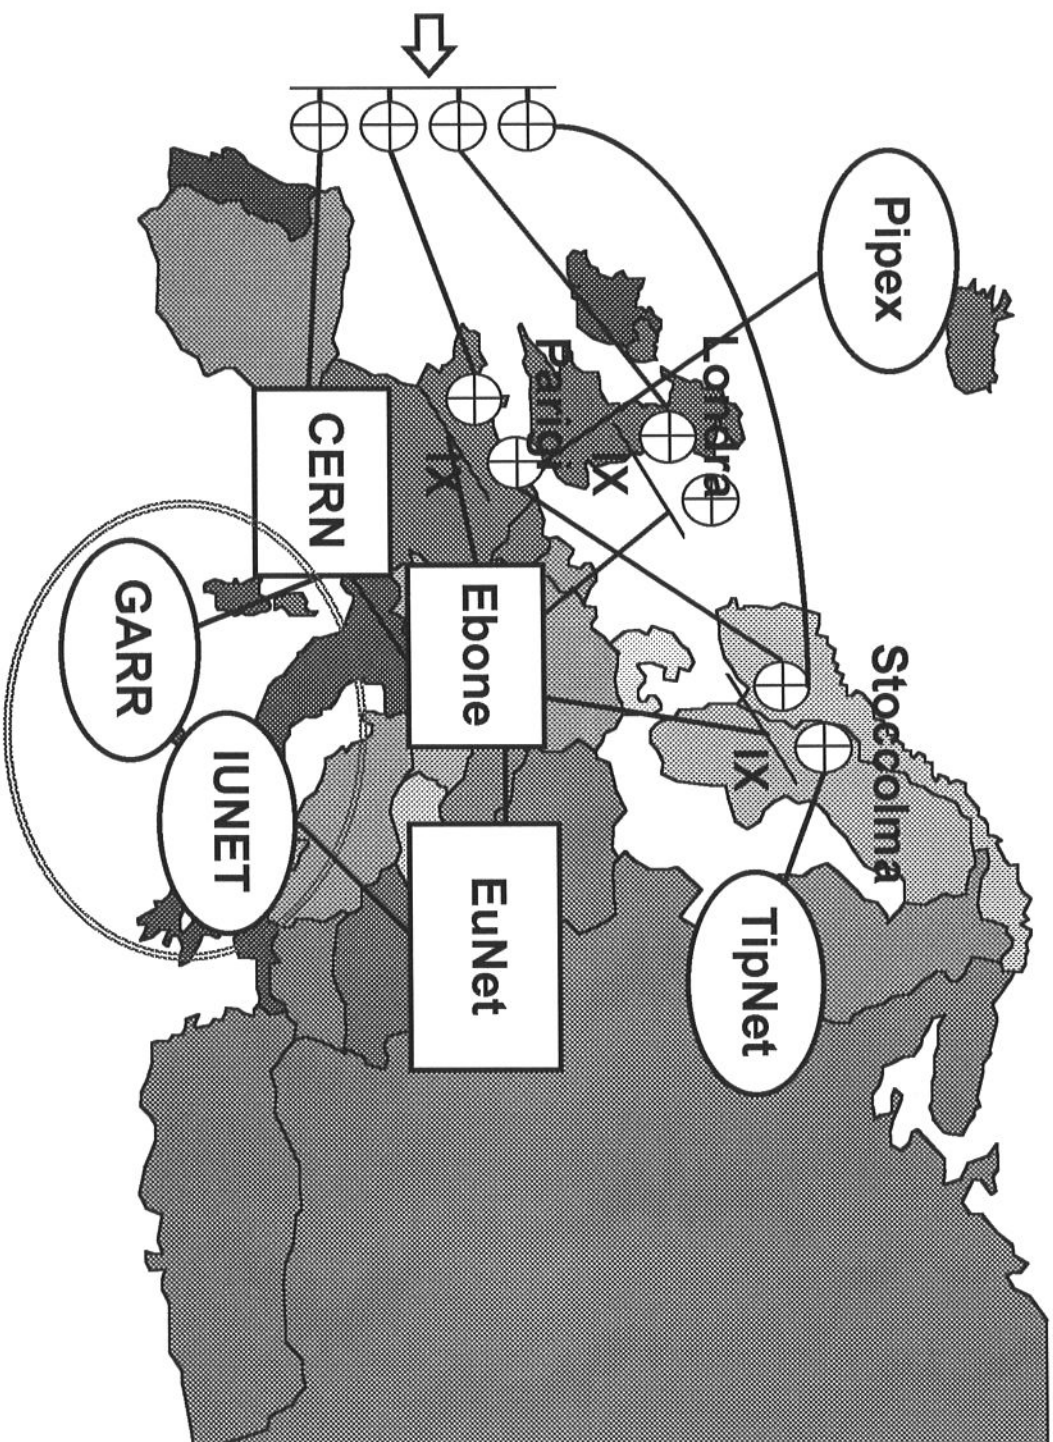 Pipex
Londra
Stoccolma
IX
Parigi
IX
IX
TipNet
CERN
Ebone
EuNet
GARR
IUNET